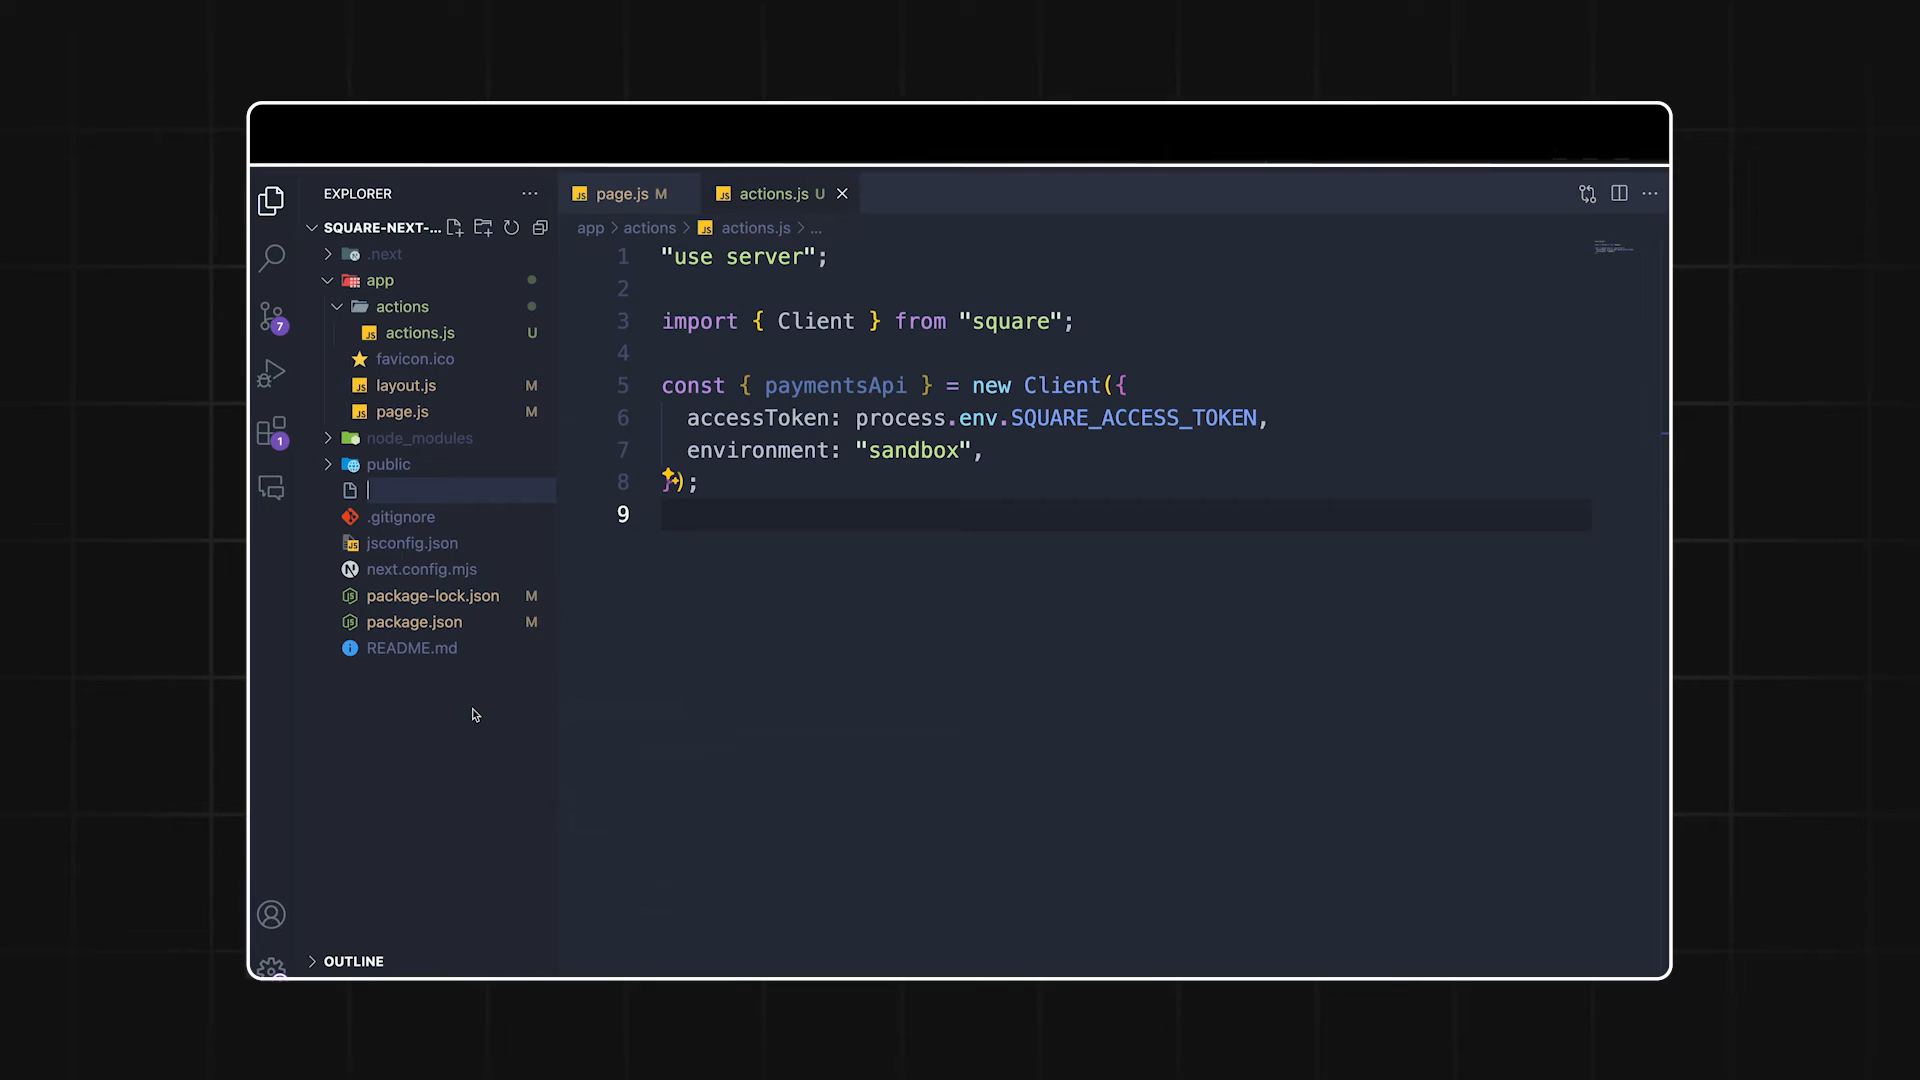 EXPLORER
SQUARE-NEXT-...
.next
app
actions
actions.js U
favicon.ico
layout.js M
page.js M
node_modules
public
.gitignore
jsconfig.json
next.config.mjs
package-lock.json M
package.json M
README.md
OUTLINE
7
1
page.js M
actions.js U
app > actions > actions.js > ...
1 "use server";
2
3 import { Client } from "square";
4
5 const { paymentsApi } = new Client({
6 accessToken: process.env.SQUARE_ACCESS_TOKEN,
7 environment: "sandbox",
8 });
9